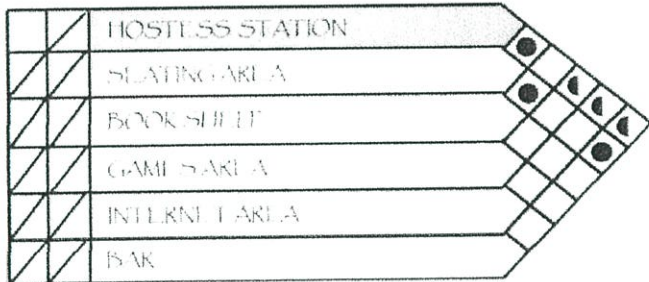 HOSTESS STATION
SEATING AREA
BOOK SHELF
GAMES AREA
INTERNET AREA
BAR